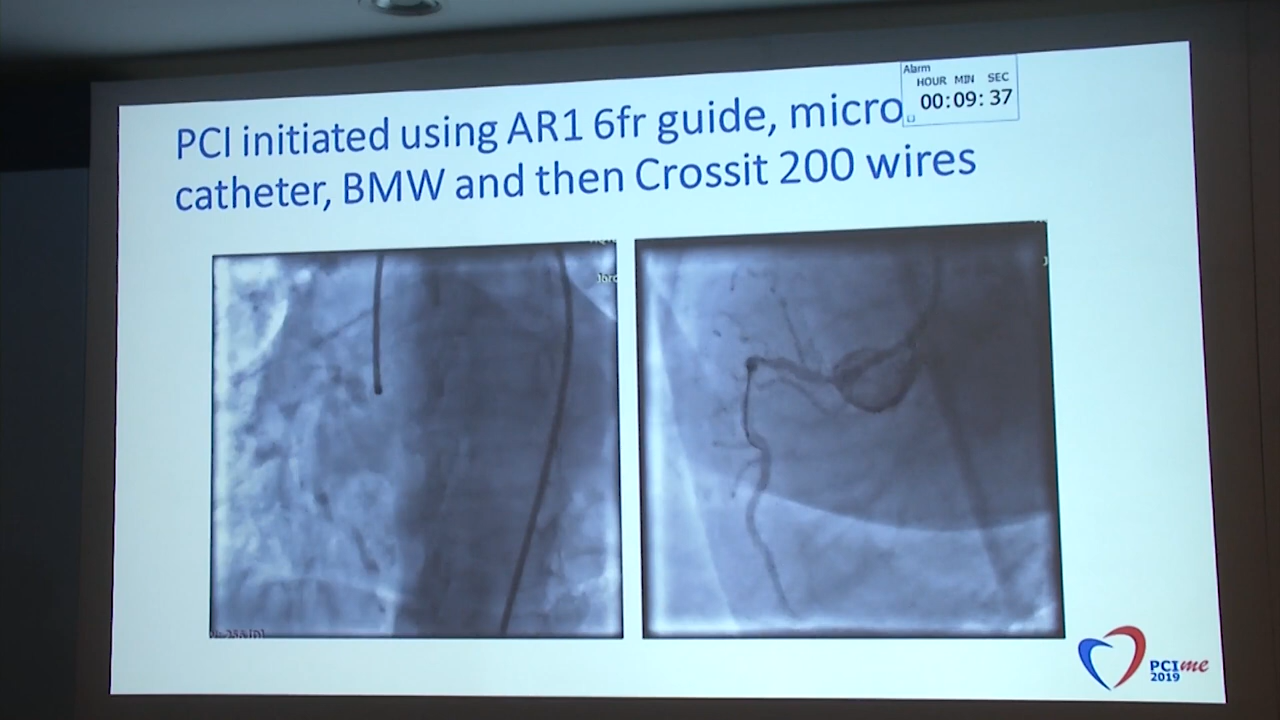 Alarm
HOUR MIN SEC
00:09:37
PCI initiated using AR1 6fr guide, micro
catheter, BMW and then Crossit 200 wires
PCIme
2019